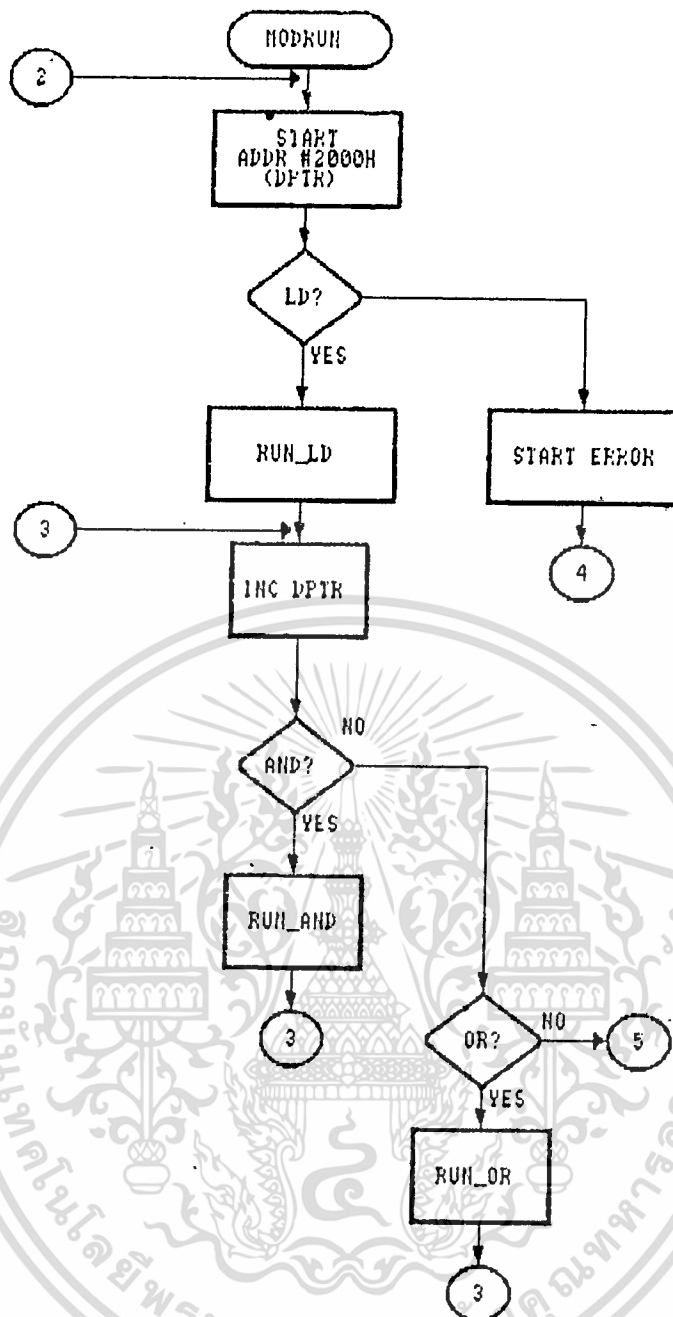 MODRUN
2
START
ADDR #2000H
(DPTR)
LD?
YES
RUN_LD
START ERROR
3
4
INC DPTR
NO
AND?
YES
RUN_AND
3
OR?
NO
5
YES
RUN_OR
3